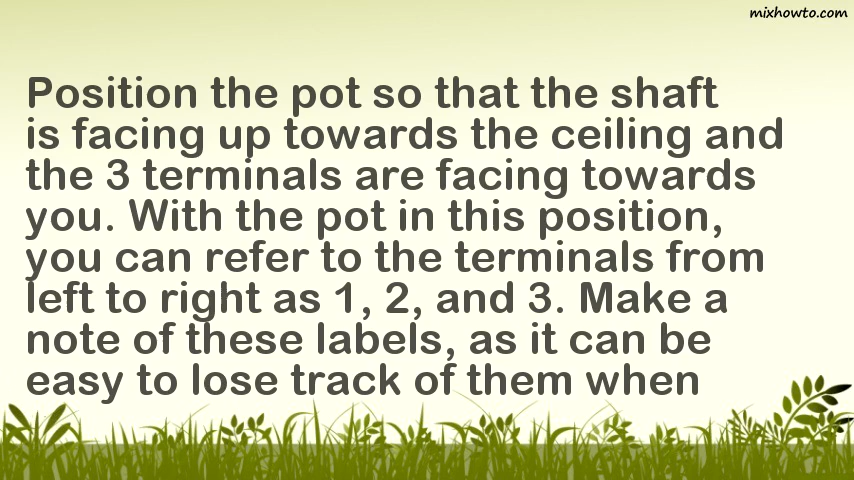 mixhowto.com
Position the pot so that the shaft
is facing up towards the ceiling and
the 3 terminals are facing towards
you. With the pot in this position,
you can refer to the terminals from
left to right as 1, 2, and 3. Make a
note of these labels, as it can be
easy to lose track of them when